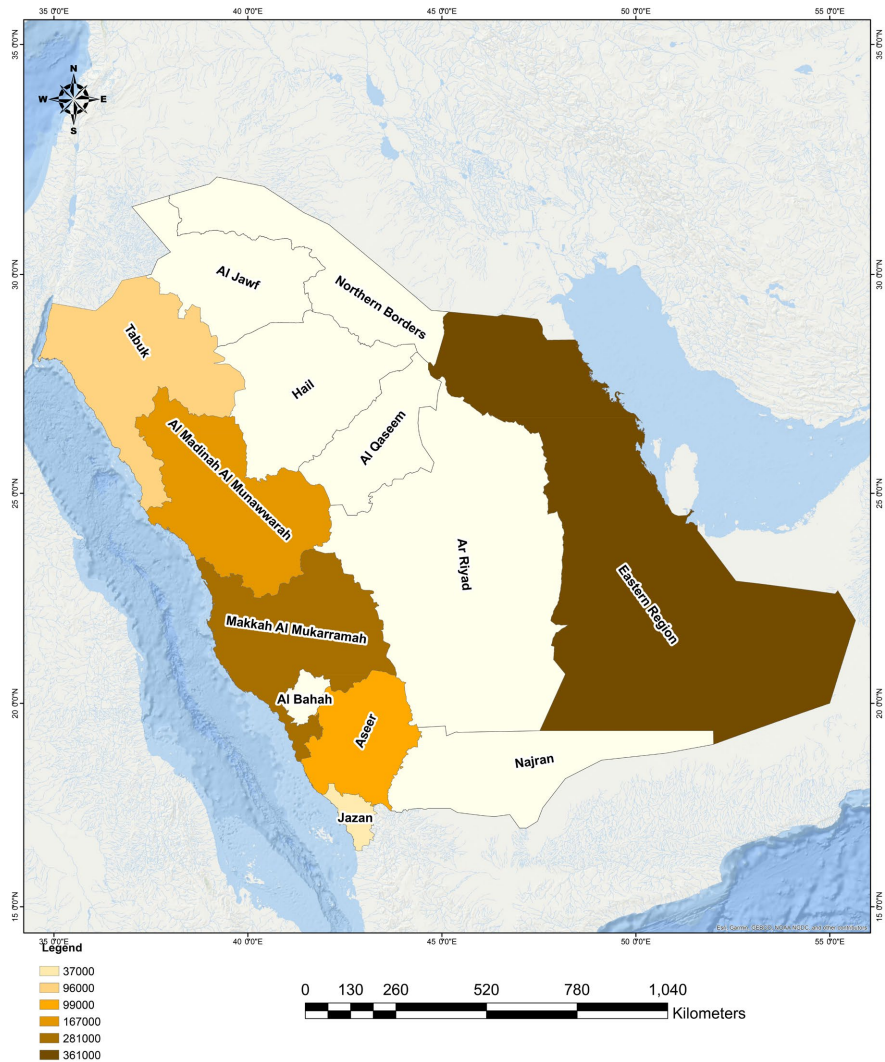 35 0'0"E 40 0'0"E 45 0'0"E 50 0'0"E 55 0'0"E
35 0'0"N
35 0'0"N
N
W E
S
30 0'0"N
30 0'0"N
Al Jawf
Northern Borders
Tabuk
Hail
Al Qaseem
Al Madinah Al Munawwarah
25 0'0"N
25 0'0"N
Ar Riyad
Eastern Region
Makkah Al Mukarramah
Al Bahah
20 0'0"N
20 0'0"N
Aseer
Najran
Jazan
15 0'0"N
15 0'0"N
35 0'0"E 40 0'0"E 45 0'0"E 50 0'0"E 55 0'0"E
Legend
37000
96000
99000
167000
281000
361000
0 130 260 520 780 1,040
Kilometers